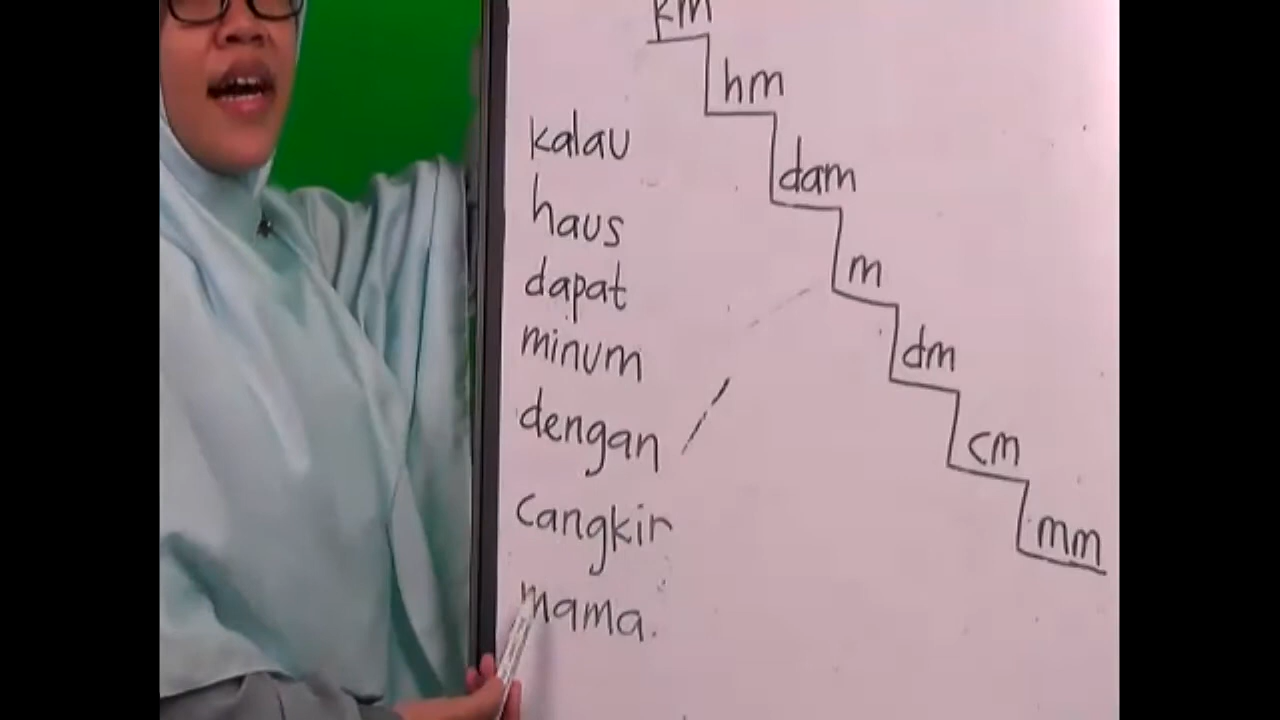 km
hm
dam
m
dm
cm
mm
kalau
haus
dapat
minum
dengan
cangkir
mama.